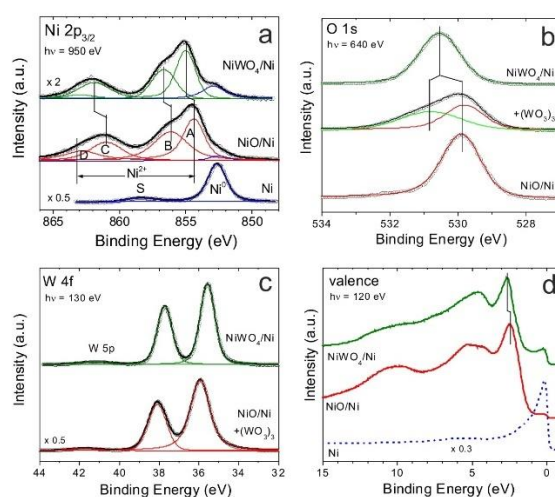 Ni 2p3/2
hν = 950 eV
a
x 2
NiWO4/Ni
NiO/Ni
A
B
C
D
Ni2+
S
Ni0
x 0.5
Ni
865 860 855 850
Binding Energy (eV)
Intensity (a.u.)
O 1s
hν = 640 eV
b
NiWO4/Ni
+(WO3)3
NiO/Ni
534 532 530 528
Binding Energy (eV)
Intensity (a.u.)
W 4f
hν = 130 eV
c
W 5p
NiWO4/Ni
NiO/Ni
+(WO3)3
x 0.5
44 42 40 38 36 34 32
Binding Energy (eV)
Intensity (a.u.)
valence
hν = 120 eV
d
NiWO4/Ni
NiO/Ni
Ni
x 0.3
15 10 5 0
Binding Energy (eV)
Intensity (a.u.)